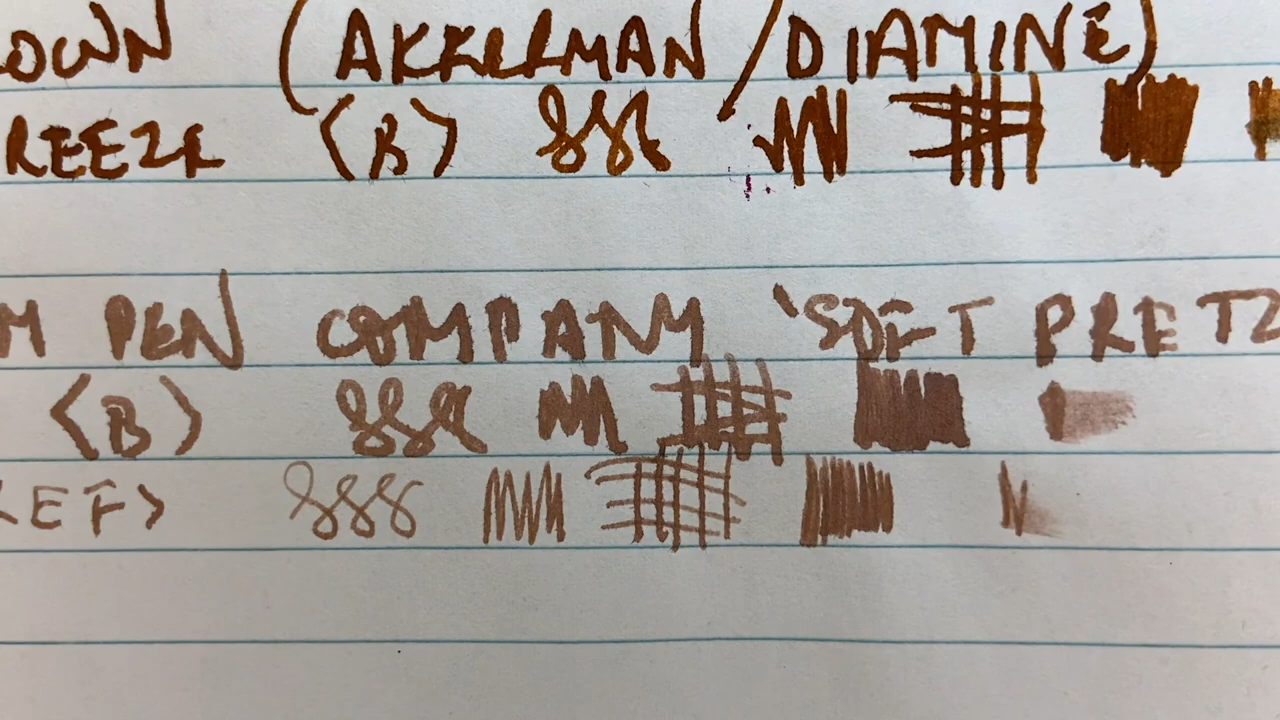 OWN (AKKERMAN/DIAMINE)
REEZE <B>
M PEN COMPANY 'SOFT PRETZ
<B>
<EF>